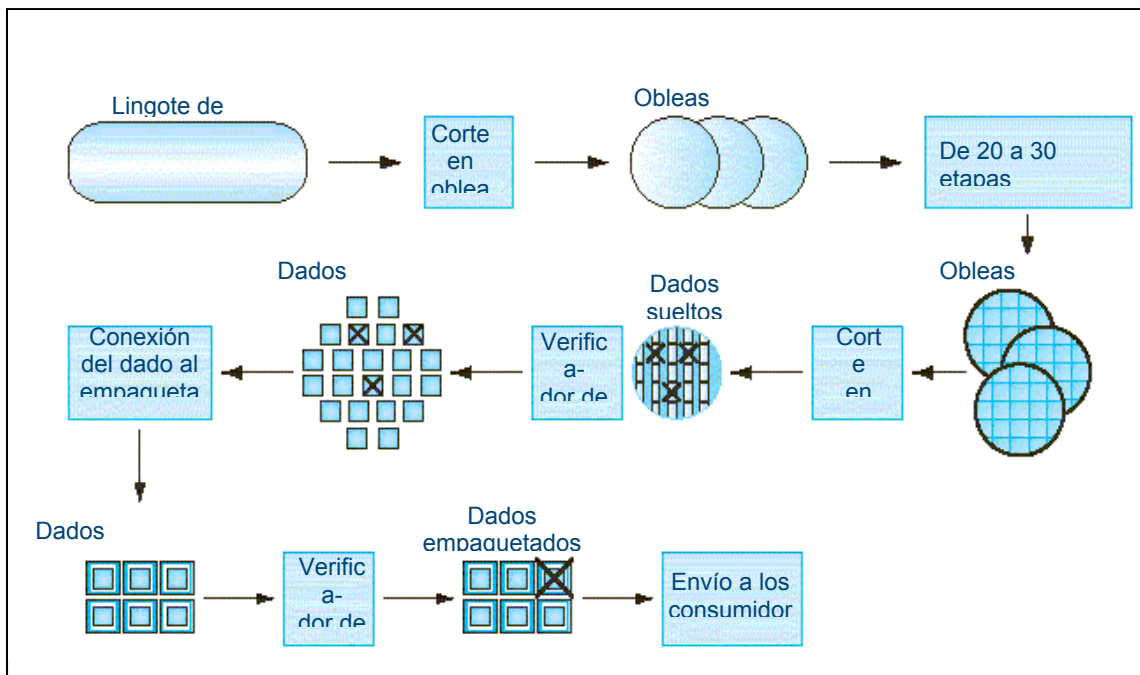 Lingote de
Corte
en
oblea
Obleas
De 20 a 30
etapas
Obleas
Cort
e
en
Dados
sueltos
Verific
a-
dor de
Dados
Conexión
del dado al
empaqueta
Dados
Verific
a-
dor de
Dados
empaquetados
Envío a los
consumidor